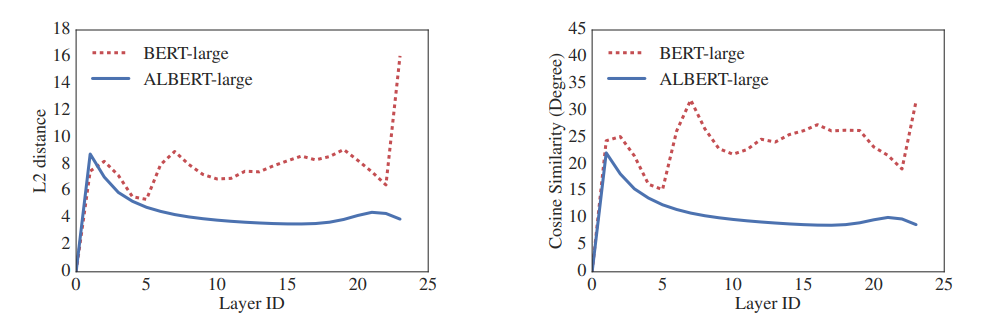 L2 distance
18
16
14
12
10
8
6
4
2
0
BERT-large
ALBERT-large
0 5 10 15 20 25
Layer ID
Cosine Similarity (Degree)
45
40
35
30
25
20
15
10
5
0
BERT-large
ALBERT-large
0 5 10 15 20 25
Layer ID